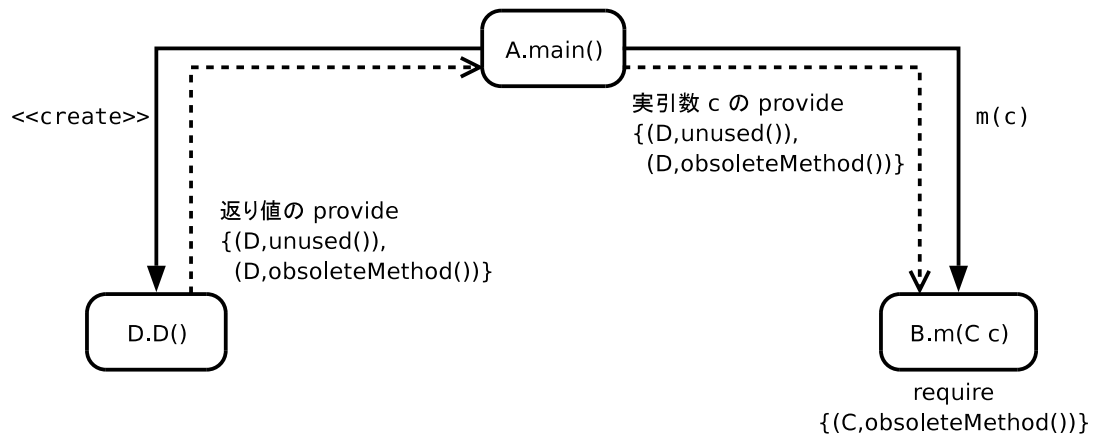 A.main()
<<create>>
実引数 c の provide
{(D,unused()),
(D,obsoleteMethod())}
m(c)
返り値の provide
{(D,unused()),
(D,obsoleteMethod())}
D.D()
B.m(C c)
require
{(C,obsoleteMethod())}